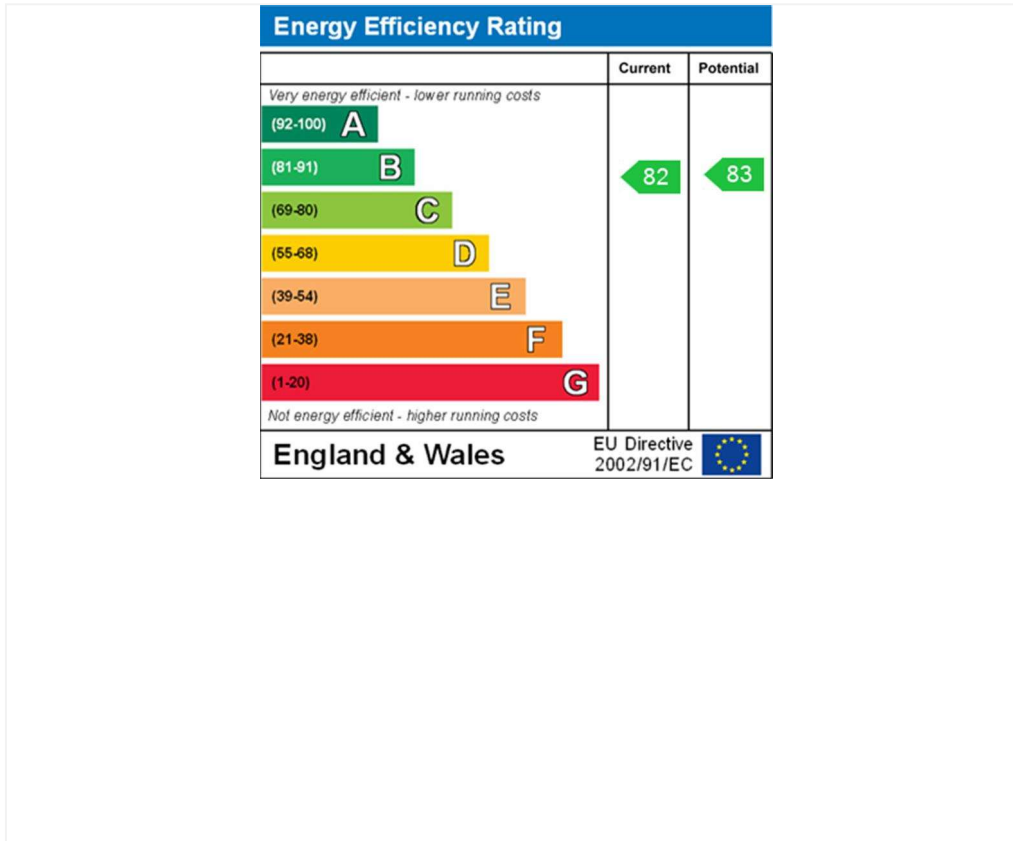 Energy Efficiency Rating
Current Potential
Very energy efficient - lower running costs
(92-100) A
(81-91) B 82 83
(69-80) C
(55-68) D
(39-54) E
(21-38) F
(1-20) G
Not energy efficient - higher running costs
England & Wales EU Directive
2002/91/EC